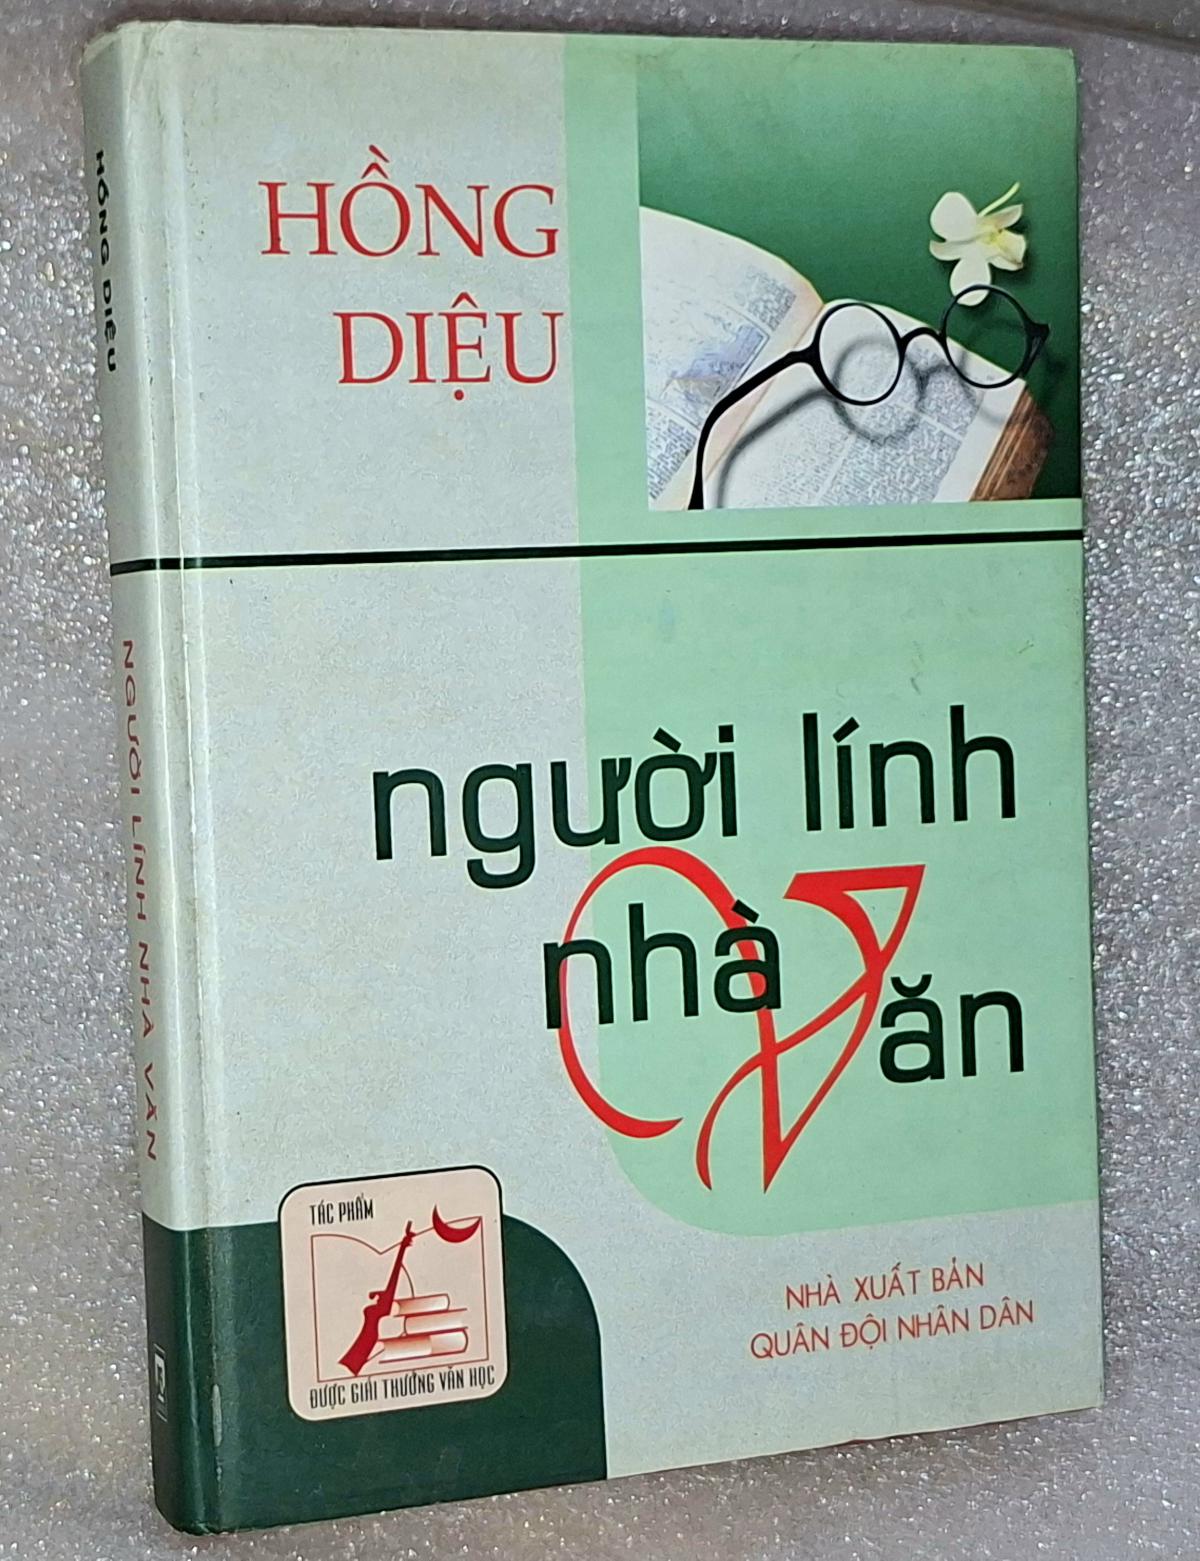 HỒNG
DIỆU
người lính
nhà văn
TÁC PHẨM
ĐƯỢC GIẢI THƯỞNG VĂN HỌC
NHÀ XUẤT BẢN
QUÂN ĐỘI NHÂN DÂN
HỒNG DIỆU
NGƯỜI LÍNH NHÀ VĂN